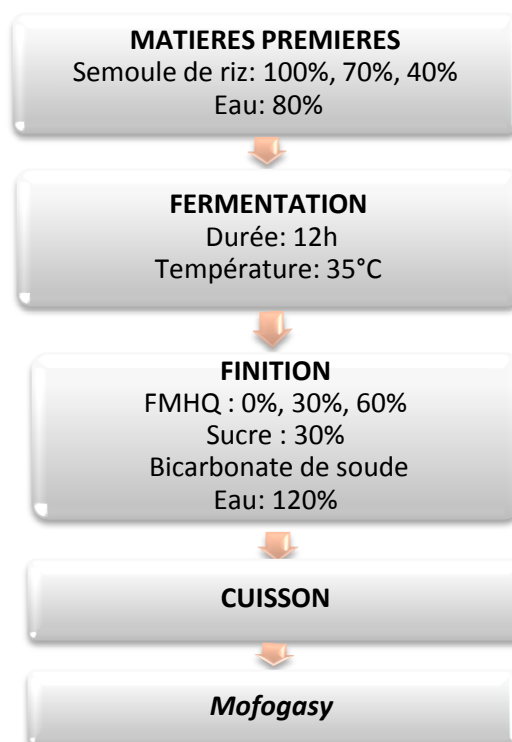 MATIERES PREMIERES
Semoule de riz: 100%, 70%, 40%
Eau: 80%
FERMENTATION
Durée: 12h
Température: 35°C
FINITION
FMHQ : 0%, 30%, 60%
Sucre : 30%
Bicarbonate de soude
Eau: 120%
CUISSON
Mofogasy